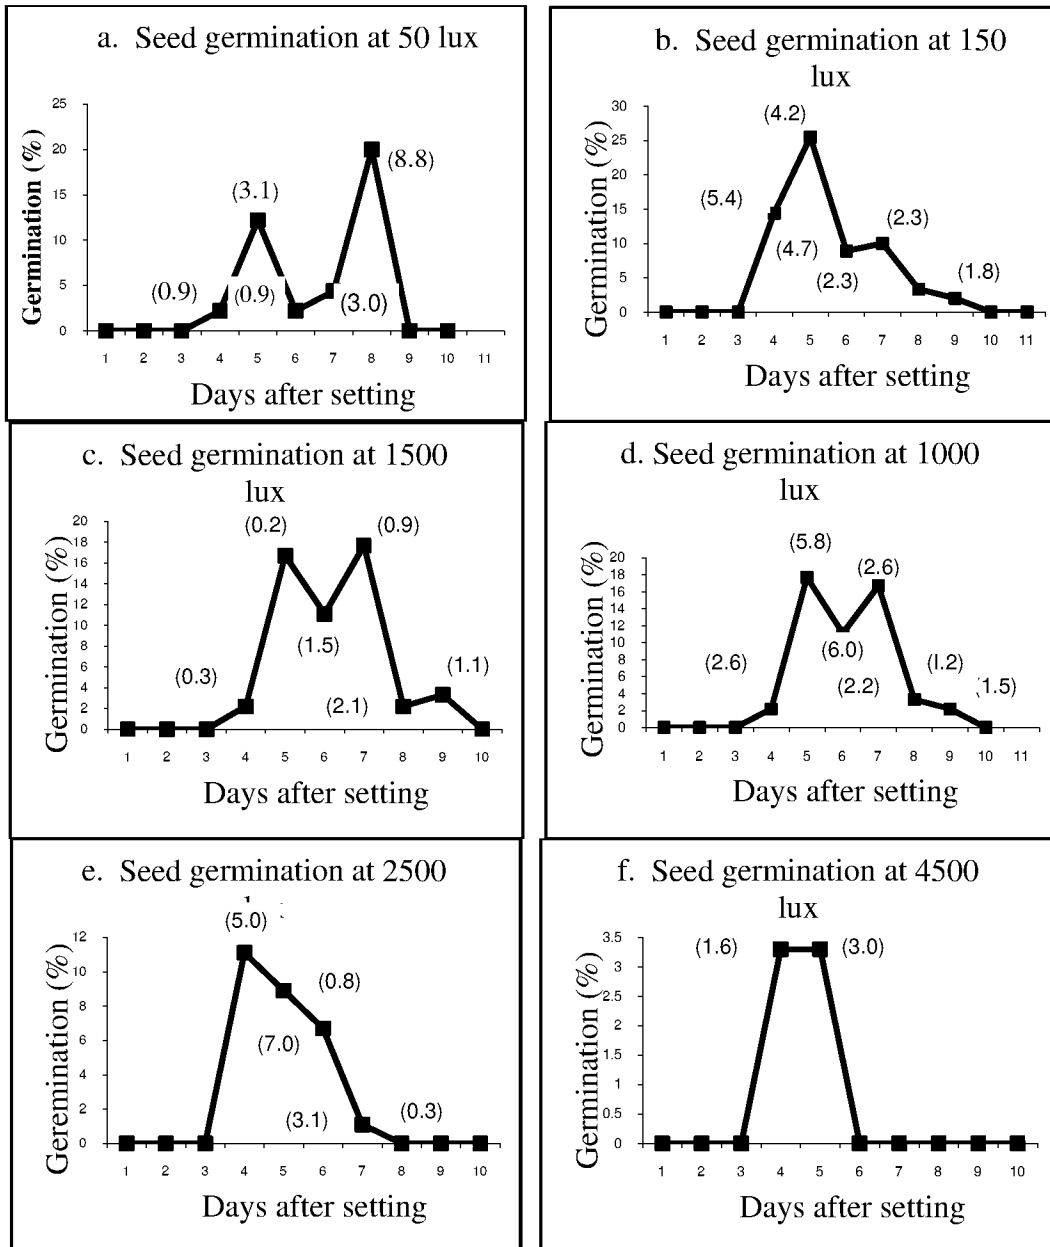 a. Seed germination at 50 lux
Germination (%)
25
20
15
10
5
0
(0.9)
(3.1)
(0.9)
(3.0)
(8.8)
1 2 3 4 5 6 7 8 9 10 11
Days after setting
b. Seed germination at 150
lux
Germination (%)
30
25
20
15
10
5
0
(5.4)
(4.2)
(4.7)
(2.3)
(2.3)
(1.8)
1 2 3 4 5 6 7 8 9 10 11
Days after setting
c. Seed germination at 1500
lux
Germination (%)
20
18
16
14
12
10
8
6
4
2
0
(0.3)
(0.2)
(1.5)
(0.9)
(2.1)
(1.1)
1 2 3 4 5 6 7 8 9 10
Days after setting
d. Seed germination at 1000
lux
Germination (%)
20
18
16
14
12
10
8
6
4
2
0
(2.6)
(5.8)
(6.0)
(2.6)
(2.2)
(l.2)
(1.5)
1 2 3 4 5 6 7 8 9 10 11
Days after setting
e. Seed germination at 2500
Geremination (%)
12
10
8
6
4
2
0
(5.0)
(7.0)
(0.8)
(3.1)
(0.3)
1 2 3 4 5 6 7 8 9 10
Days after setting
f. Seed germination at 4500
lux
Germination (%)
3.5
3
2.5
2
1.5
1
0.5
0
(1.6)
(3.0)
1 2 3 4 5 6 7 8 9 10
Days after setting